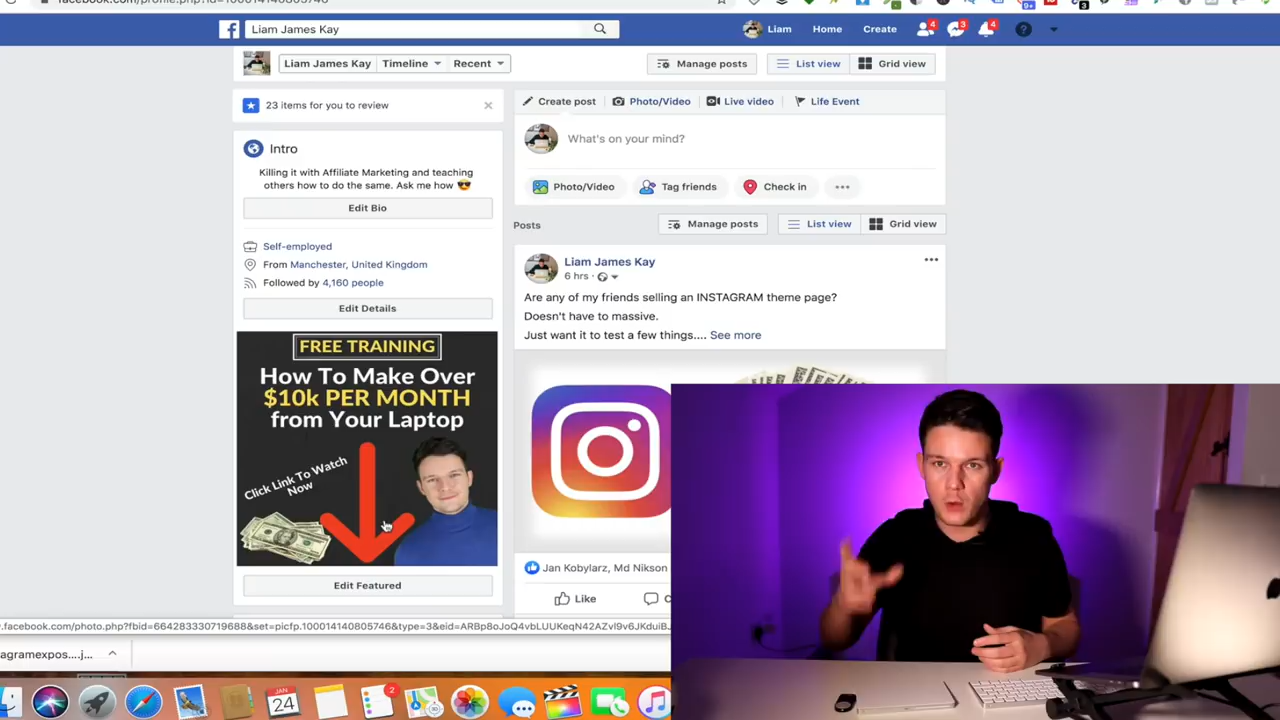 facebook.com/profile.php?id=100014140805746
Liam James Kay
Liam
Home
Create
4
3
4
9+
3
Liam James Kay
Timeline
Recent
Manage posts
List view
Grid view
23 items for you to review
Create post
Photo/Video
Live video
Life Event
What's on your mind?
Intro
Killing it with Affiliate Marketing and teaching
others how to do the same. Ask me how 😎
Edit Bio
Photo/Video
Tag friends
Check in
Posts
Manage posts
List view
Grid view
Self-employed
From Manchester, United Kingdom
Followed by 4,160 people
Edit Details
Liam James Kay
6 hrs ·
Are any of my friends selling an INSTAGRAM theme page?
Doesn't have to massive.
Just want it to test a few things.... See more
FREE TRAINING
How To Make Over
$10k PER MONTH
from Your Laptop
Click Link To Watch
Now
Edit Featured
Jan Kobylarz, Md Nikson
Like
C
.facebook.com/photo.php?fbid=664283330719688&set=picfp.100014140805746&type=3&eid=ARBp8oJoQ4vbLUUKeqN42AZvl9v6JKduiB
agramexpos....j...
JAN
24
2